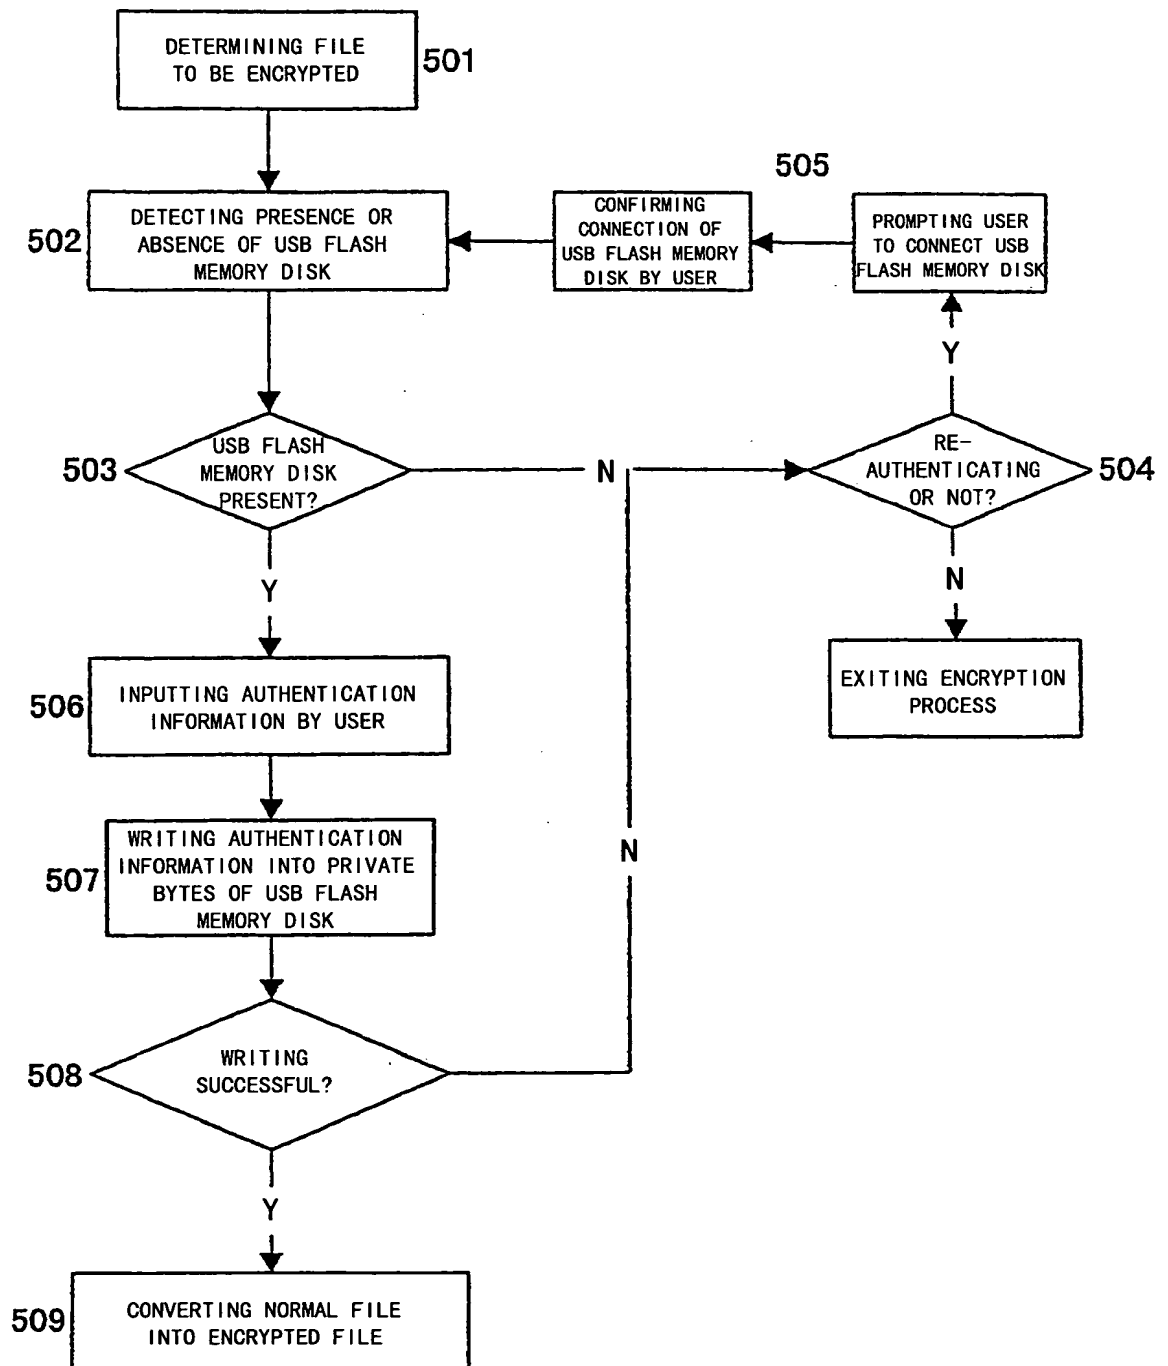 DETERMINING FILE
TO BE ENCRYPTED
501
505
502
DETECTING PRESENCE OR
ABSENCE OF USB FLASH
MEMORY DISK
CONFIRMING
CONNECTION OF
USB FLASH MEMORY
DISK BY USER
PROMPTING USER
TO CONNECT USB
FLASH MEMORY DISK
Y
503
USB FLASH
MEMORY DISK
PRESENT?
N
RE-
AUTHENTICATING
OR NOT?
504
Y
N
506
INPUTTING AUTHENTICATION
INFORMATION BY USER
EXITING ENCRYPTION
PROCESS
507
WRITING AUTHENTICATION
INFORMATION INTO PRIVATE
BYTES OF USB FLASH
MEMORY DISK
N
508
WRITING
SUCCESSFUL?
Y
509
CONVERTING NORMAL FILE
INTO ENCRYPTED FILE